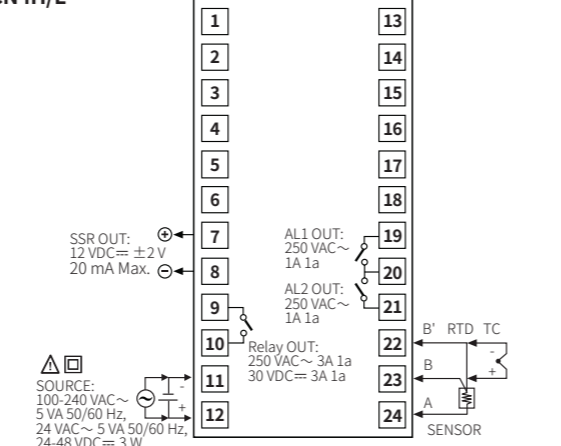 1
13
2
14
3
15
4
16
5
17
6
18
7
SSR OUT:
12 VDC⎓ ±2 V
20 mA Max.
8
19
AL1 OUT:
250 VAC～
1A 1a
20
AL2 OUT:
250 VAC～
1A 1a
21
9
10
Relay OUT:
250 VAC～ 3A 1a
30 VDC⎓ 3A 1a
22
B' RTD TC
-
+
23
B
24
A
SENSOR
11
-
12
+
SOURCE:
100-240 VAC～
5 VA 50/60 Hz,
24 VAC～ 5 VA 50/60 Hz,
24-48 VDC⎓ 3 W